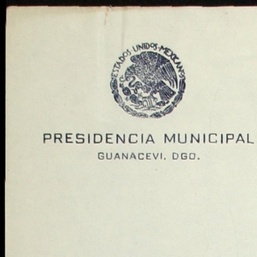 ESTADOS UNIDOS MEXICANOS
PRESIDENCIA MUNICIPAL
GUANACEVI. DGO.